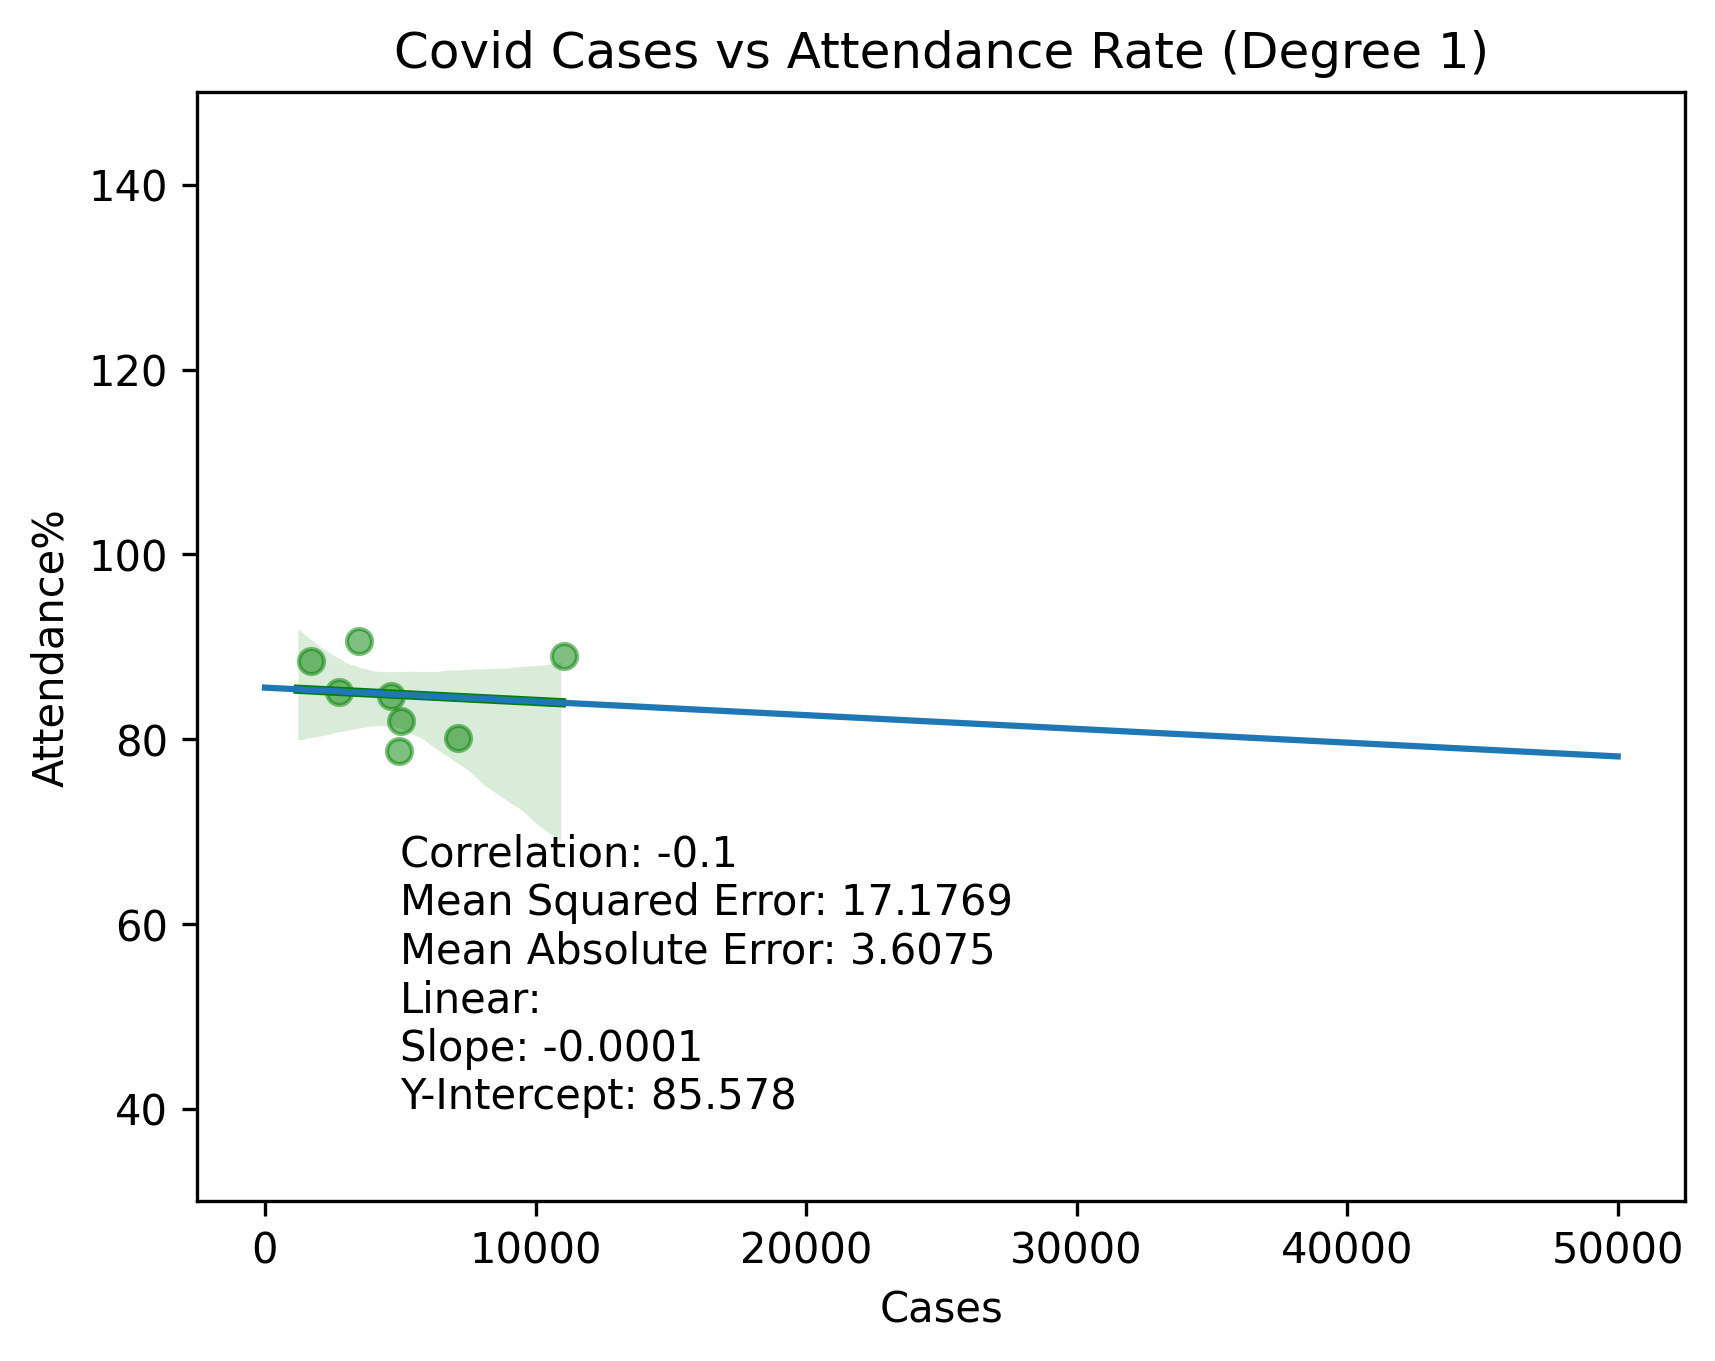 Covid Cases vs Attendance Rate (Degree 1)
140
120
100
80
60
40
Attendance%
Correlation: -0.1
Mean Squared Error: 17.1769
Mean Absolute Error: 3.6075
Linear:
Slope: -0.0001
Y-Intercept: 85.578
0 10000 20000 30000 40000 50000
Cases